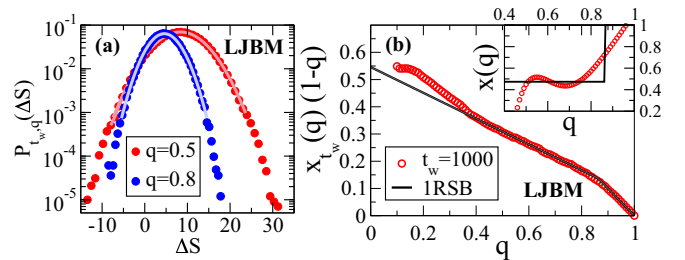 (a) LJBM
10⁻¹
10⁻²
10⁻³
10⁻⁴
10⁻⁵
P_{t_w,q}(ΔS)
q=0.5
q=0.8
-10 0 10 20 30
ΔS
(b)
0.6
0.5
0.4
0.3
0.2
0.1
0
x_{t_w}(q) (1-q)
t_w=1000
1RSB
LJBM
0 0.2 0.4 0.6 0.8 1
q
0.4 0.6 0.8 1
1
0.8
0.6
0.4
0.2
x(q)
q